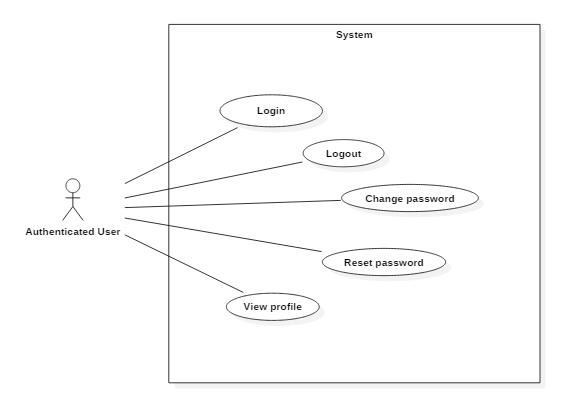 System
Login
Logout
Change password
Authenticated User
Reset password
View profile